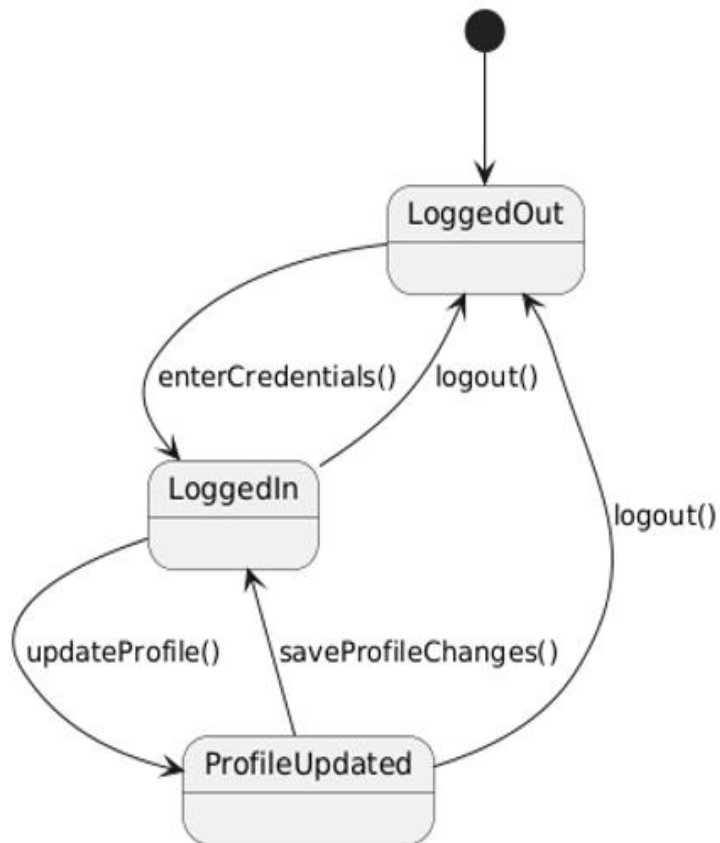 LoggedOut
enterCredentials()
logout()
LoggedIn
logout()
updateProfile()
saveProfileChanges()
ProfileUpdated